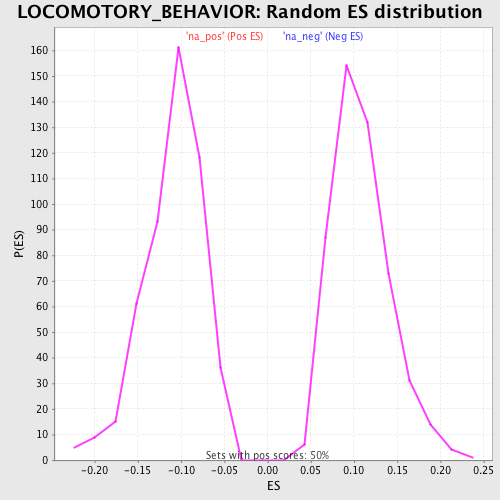 LOCOMOTORY_BEHAVIOR: Random ES distribution
'na_pos' (Pos ES) 'na_neg' (Neg ES)
160
150
140
130
120
110
100
90
80
70
60
50
40
30
20
10
0
P(ES)
Sets with pos scores: 50%
-0.20 -0.15 -0.10 -0.05 0.00 0.05 0.10 0.15 0.20 0.25
ES